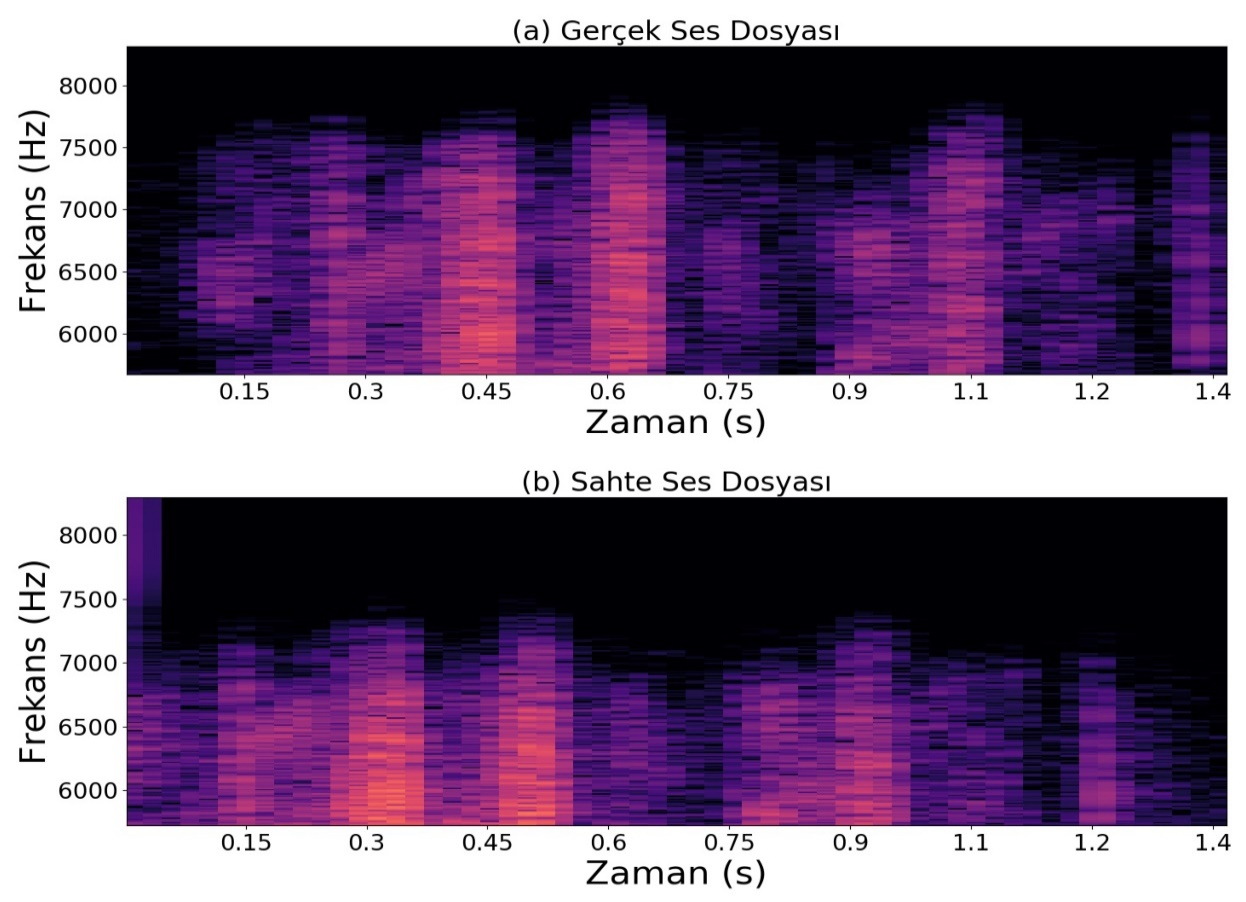 (a) Gerçek Ses Dosyası
8000
7500
7000
6500
6000
Frekans (Hz)
0.15 0.3 0.45 0.6 0.75 0.9 1.1 1.2 1.4
Zaman (s)
(b) Sahte Ses Dosyası
8000
7500
7000
6500
6000
Frekans (Hz)
0.15 0.3 0.45 0.6 0.75 0.9 1.1 1.2 1.4
Zaman (s)